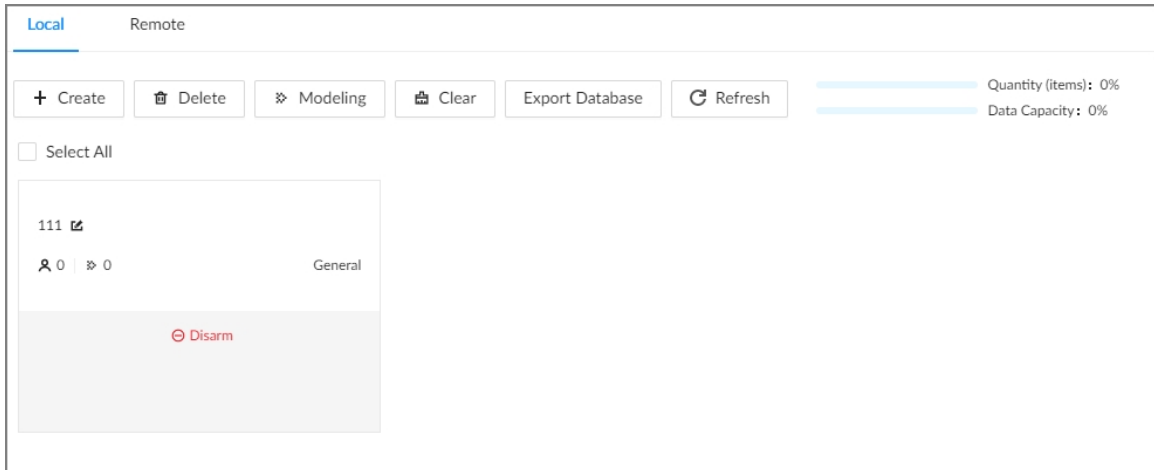 Local Remote
Create Delete Modeling Clear Export Database Refresh Quantity (items): 0%
Data Capacity: 0%
Select All
111
0 0 General
Disarm